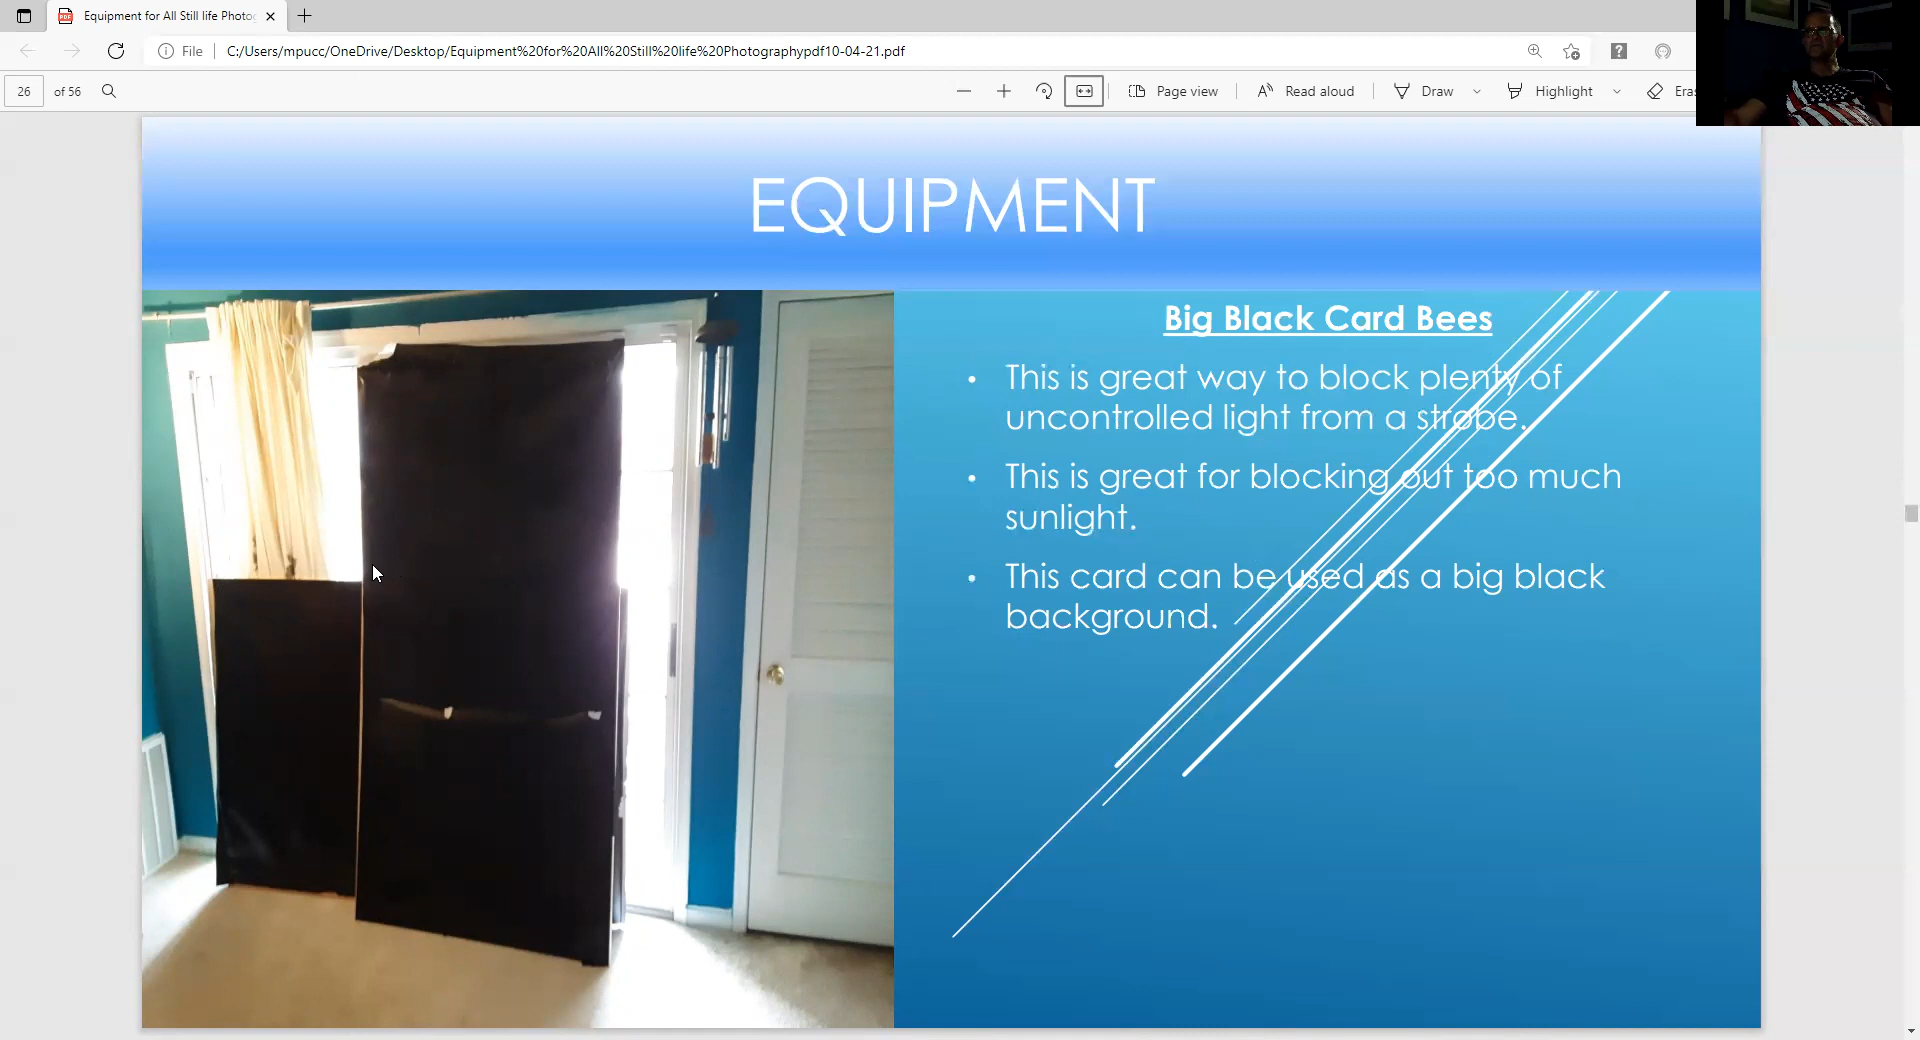 Equipment for All Still life Photog
File C:/Users/mpucc/OneDrive/Desktop/Equipment%20for%20All%20Still%20life%20Photographypdf10-04-21.pdf
26 of 56 Page view Read aloud Draw Highlight Eras
EQUIPMENT
Big Black Card Bees
• This is great way to block plenty of
uncontrolled light from a strobe.
• This is great for blocking out too much
sunlight.
• This card can be used as a big black
background.